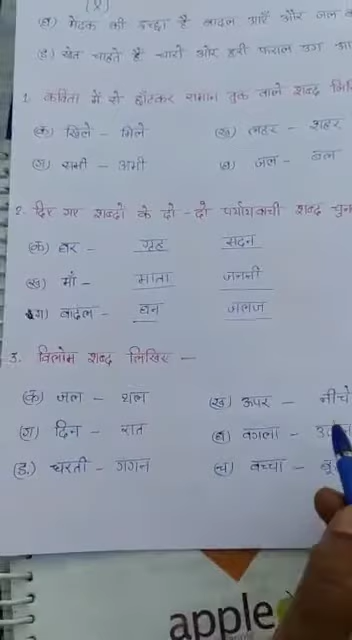 (घ) मेंढक की इच्छा है बादल आएँ और जल ब
(ङ) खेत चाहते हैं चारों ओर हरी फसल उग
1. कविता में से छाँटकर समान तुक वाले शब्द
(क) खिले - मिले (ख) लहर - शहर
(ग) सभी - अभी (घ) जल -
2. दिए गए शब्दों के दो-दो पर्यायवाची शब्द चुन
(क) घर - गृह सदन
(ख) माँ - माता जननी
(ग) बादल - घन जलज
3. विलोम शब्द लिखिए -
(क) जल - थल (ख) ऊपर - नीचे
(ग) दिन - रात (घ) काला -
(ङ) धरती - गगन (च) बच्चा -
apple